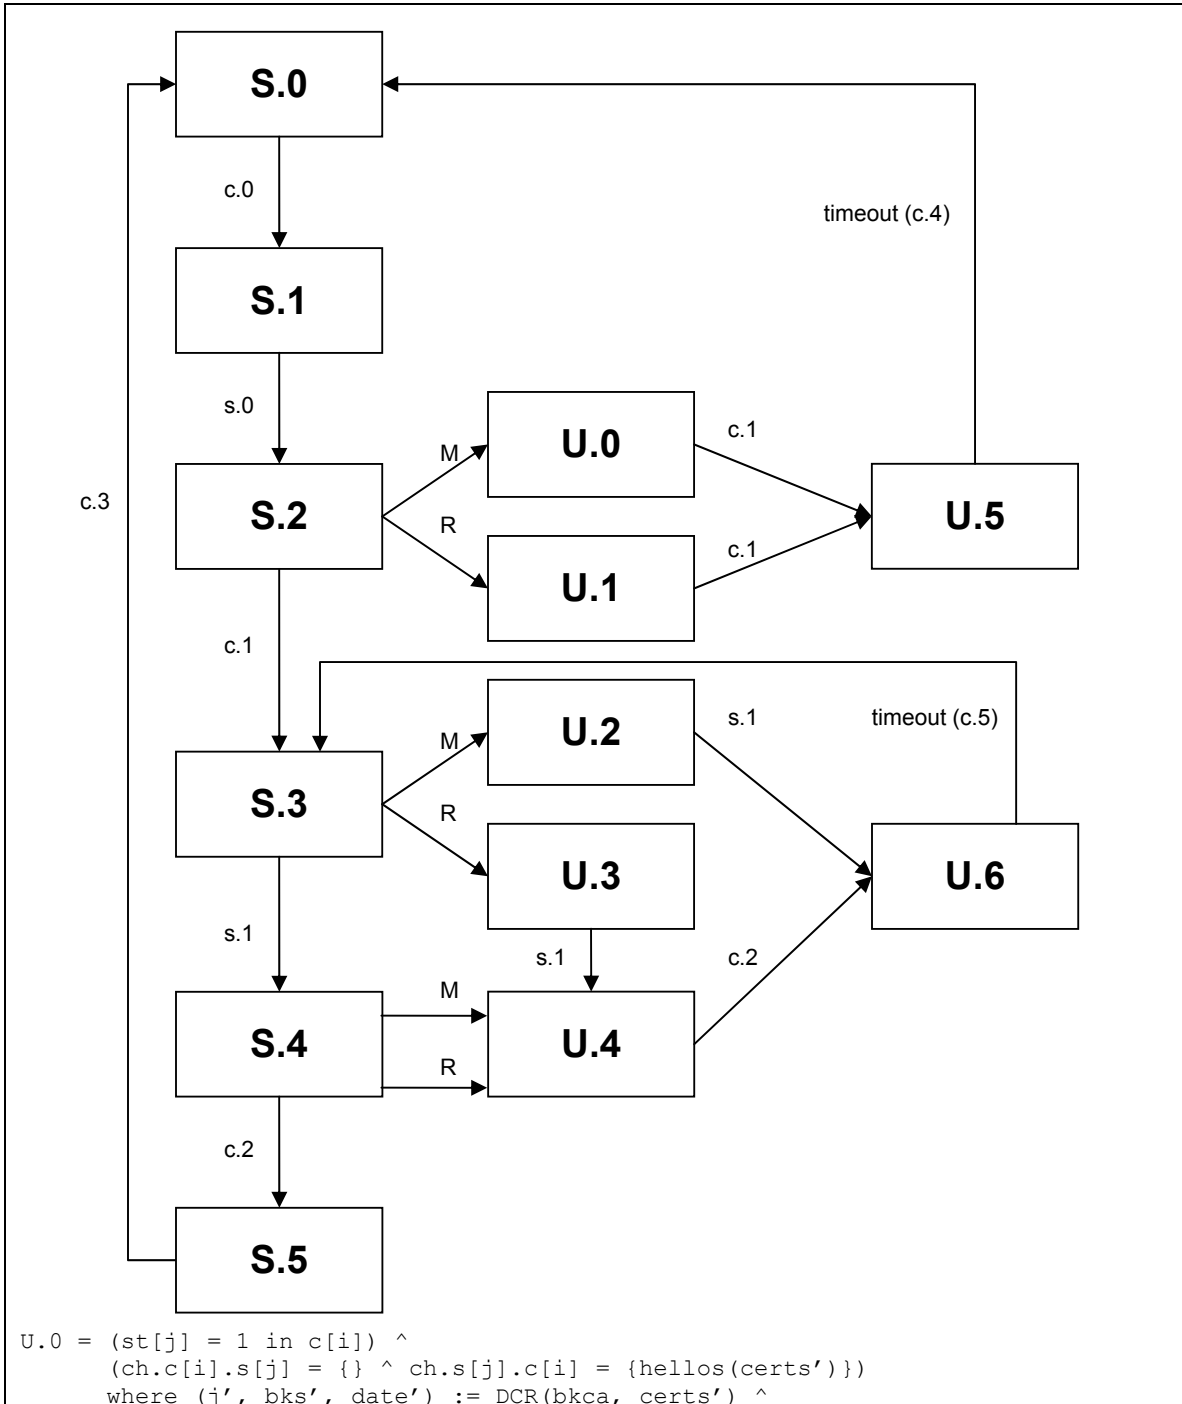 S.0
c.0
timeout (c.4)
S.1
s.0
U.0
M
c.1
c.3
S.2
U.5
R
c.1
U.1
c.1
U.2
M
s.1
timeout (c.5)
S.3
R
U.3
U.6
s.1
s.1
c.2
M
S.4
U.4
R
c.2
S.5
U.0 = (st[j] = 1 in c[i]) ^
(ch.c[i].s[j] = {} ^ ch.s[j].c[i] = {hellos(certs′)})
where (j′, bks′, date′) := DCR(bkca, certs′) ^